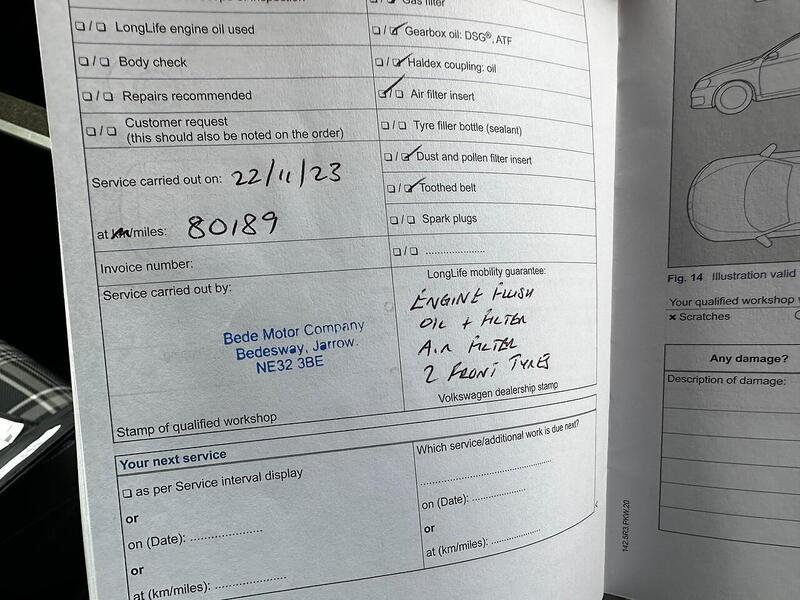 ❏ / ❏ LongLife engine oil used
❏ / ❏ Body check
❏ / ❏ Repairs recommended
❏ / ❏ Customer request
(this should also be noted on the order)
Service carried out on: 22/11/23
at km/miles: 80189
Invoice number:
Service carried out by:
Bede Motor Company
Bedesway, Jarrow.
NE32 3BE
Stamp of qualified workshop
filter
❏ / ❏ Gearbox oil: DSG®, ATF
❏ / ❏ Haldex coupling: oil
❏ / ❏ Air filter insert
❏ / ❏ Tyre filler bottle (sealant)
❏ / ❏ Dust and pollen filter insert
❏ / ❏ Toothed belt
❏ / ❏ Spark plugs
❏ / ❏ ....................
LongLife mobility guarantee:
ENGINE FLUSH
OIL + FILTER
AIR FILTER
2 FRONT TYRES
Volkswagen dealership stamp
Your next service
❏ as per Service interval display
or
on (Date): ....................
or
at (km/miles): ....................
Which service/additional work is due next?
....................
on (Date): ....................
or
at (km/miles): ....................
142.5R3.PKW.20
Fig. 14 Illustration valid
Your qualified workshop
× Scratches
Any damage?
Description of damage: